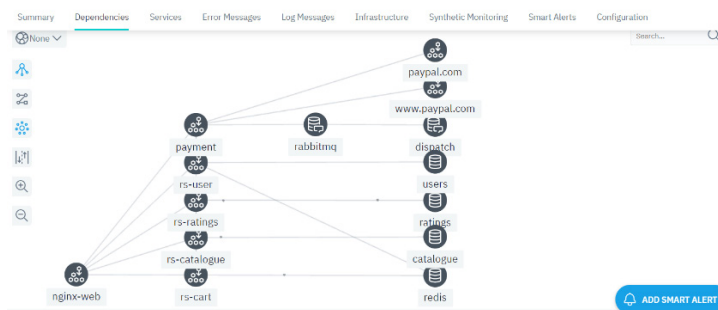 Summary Dependencies Services Error Messages Log Messages Infrastructure Synthetic Monitoring Smart Alerts Configuration
None Search...
paypal.com
www.paypal.com
payment rabbitmq dispatch
rs-user users
rs-ratings ratings
rs-catalogue catalogue
nginx-web rs-cart redis
ADD SMART ALERT